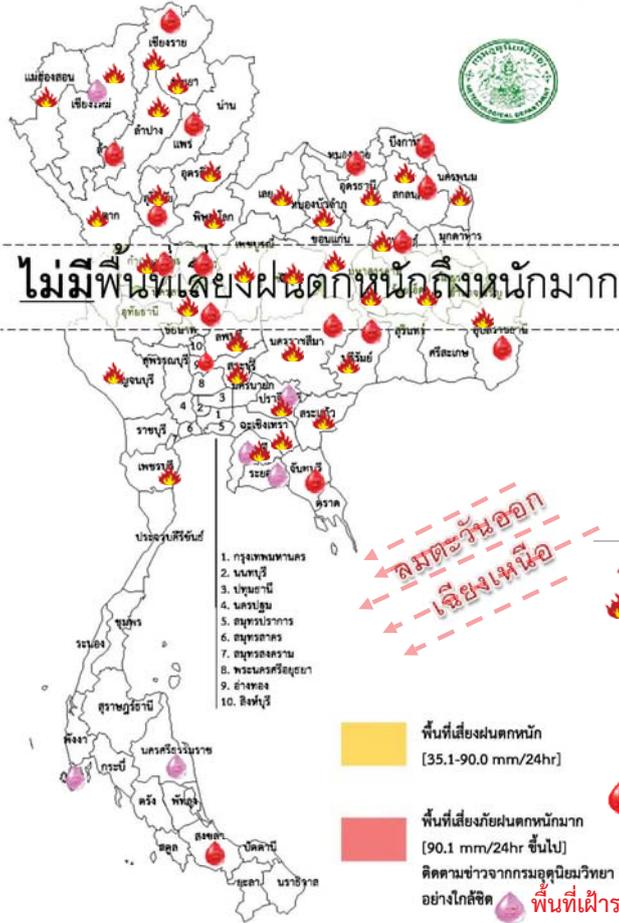 เชียงราย
แม่ฮ่องสอน
เชียงใหม่
น่าน
ลำปาง
แพร่
อุตรดิตถ์
ตาก
พิษณุโลก
เพชรบูรณ์
เลย
หนองบัวลำภู
อุดรธานี
บึงกาฬ
สกลนคร
นครพนม
ขอนแก่น
มุกดาหาร
ไม่มีพื้นที่เสี่ยงฝนตกหนักถึงหนักมาก
อุทัยธานี
ชัยนาท
ลพบุรี
นครราชสีมา
บุรีรัมย์
สุรินทร์
ศรีสะเกษ
อุบลราชธานี
สุพรรณบุรี
สระบุรี
นครนายก
กาญจนบุรี
10
8
3
4
2
1
6
5
ฉะเชิงเทรา
สระแก้ว
ราชบุรี
เพชรบุรี
ระยอง
จันทบุรี
ตราด
ประจวบคีรีขันธ์
ลมตะวันออก
เฉียงเหนือ
1. กรุงเทพมหานคร
2. นนทบุรี
3. ปทุมธานี
4. นครปฐม
5. สมุทรปราการ
6. สมุทรสาคร
7. สมุทรสงคราม
8. พระนครศรีอยุธยา
9. อ่างทอง
10. สิงห์บุรี
ชุมพร
ระนอง
สุราษฎร์ธานี
พังงา
กระบี่
นครศรีธรรมราช
ตรัง
พัทลุง
สตูล
สงขลา
ปัตตานี
ยะลา
นราธิวาส
พื้นที่เสี่ยงฝนตกหนัก
[35.1-90.0 mm/24hr]
พื้นที่เสี่ยงภัยฝนตกหนักมาก
[90.1 mm/24hr ขึ้นไป]
ติดตามข่าวจากกรมอุตุนิยมวิทยา
อย่างใกล้ชิด
พื้นที่เฝ้าร